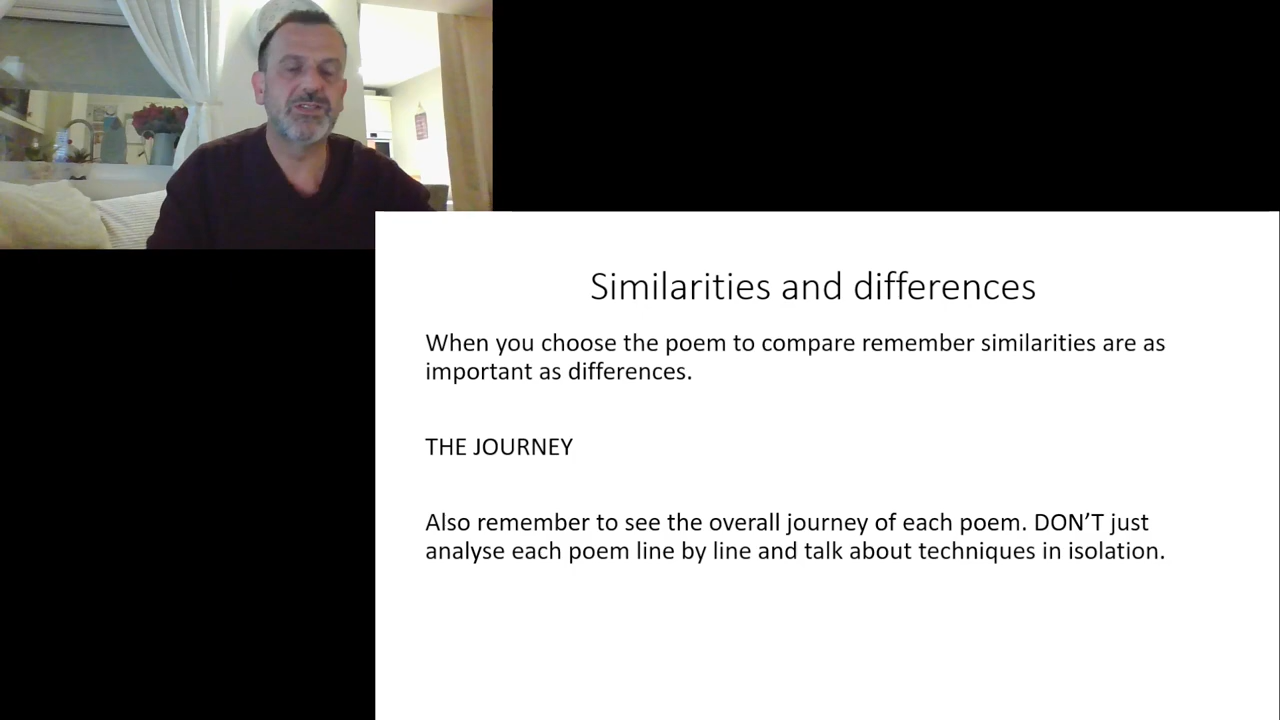 Similarities and differences
When you choose the poem to compare remember similarities are as
important as differences.
THE JOURNEY
Also remember to see the overall journey of each poem. DON’T just
analyse each poem line by line and talk about techniques in isolation.